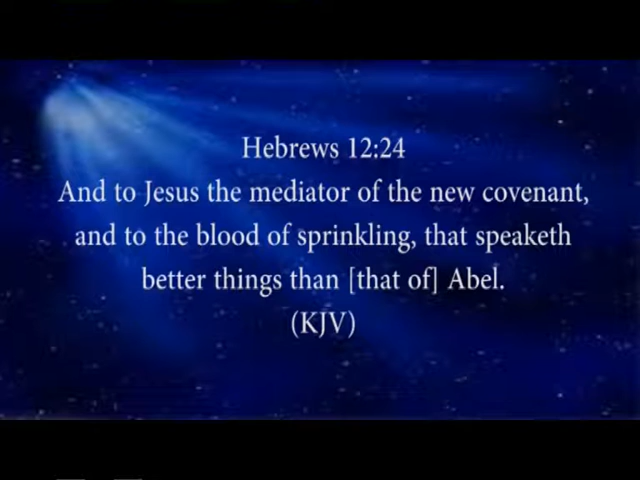 Hebrews 12:24
And to Jesus the mediator of the new covenant,
and to the blood of sprinkling, that speaketh
better things than [that of] Abel.
(KJV)